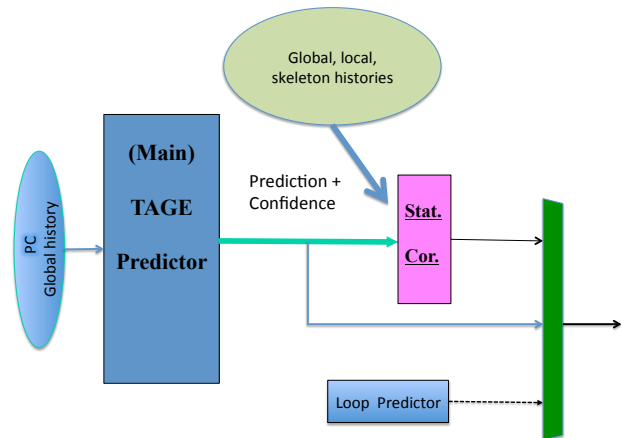 Global, local,
skeleton histories
(Main)
TAGE
Predictor
PC
Global history
Prediction +
Confidence
Stat.
Cor.
Loop Predictor